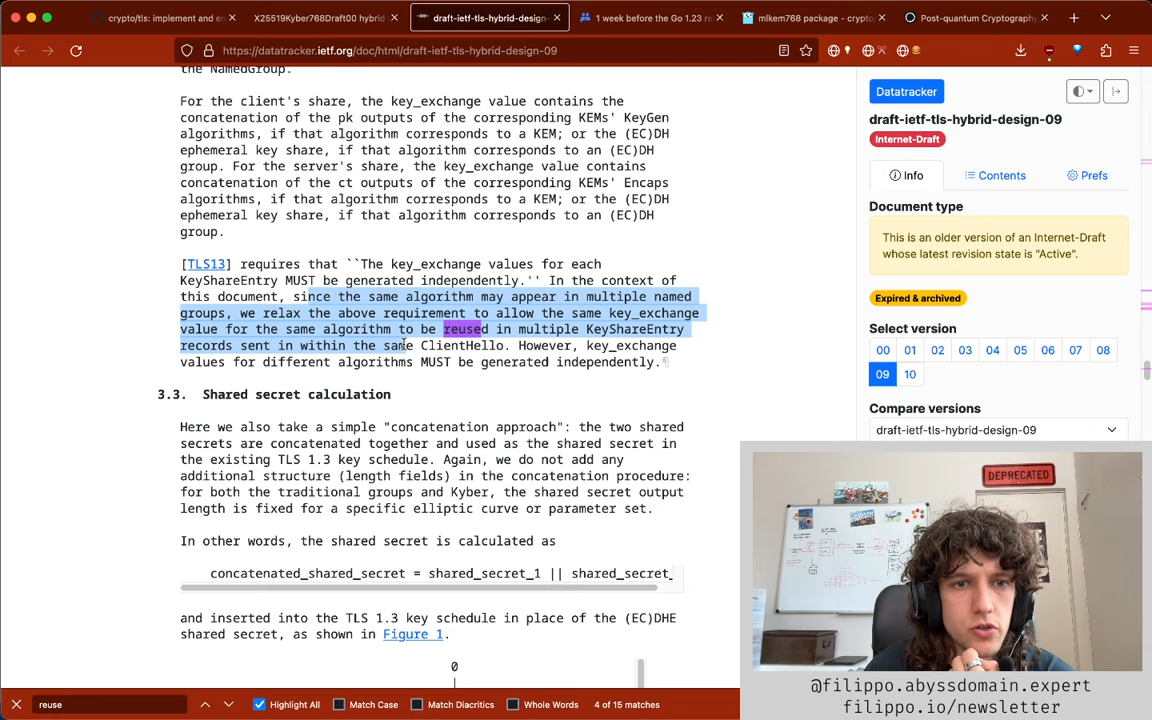 crypto/tls: implement and en
X25519Kyber768Draft00 hybrid
draft-ietf-tls-hybrid-design-
1 week before the Go 1.23 re
mlkem768 package - crypto
Post-quantum Cryptography
https://datatracker.ietf.org/doc/html/draft-ietf-tls-hybrid-design-09
the NamedGroup.
For the client's share, the key_exchange value contains the
concatenation of the pk outputs of the corresponding KEMs' KeyGen
algorithms, if that algorithm corresponds to a KEM; or the (EC)DH
ephemeral key share, if that algorithm corresponds to an (EC)DH
group. For the server's share, the key_exchange value contains
concatenation of the ct outputs of the corresponding KEMs' Encaps
algorithms, if that algorithm corresponds to a KEM; or the (EC)DH
ephemeral key share, if that algorithm corresponds to an (EC)DH
group.
[TLS13] requires that ``The key_exchange values for each
KeyShareEntry MUST be generated independently.'' In the context of
this document, since the same algorithm may appear in multiple named
groups, we relax the above requirement to allow the same key_exchange
value for the same algorithm to be reused in multiple KeyShareEntry
records sent in within the same ClientHello. However, key_exchange
values for different algorithms MUST be generated independently.¶
3.3. Shared secret calculation
Here we also take a simple "concatenation approach": the two shared
secrets are concatenated together and used as the shared secret in
the existing TLS 1.3 key schedule. Again, we do not add any
additional structure (length fields) in the concatenation procedure:
for both the traditional groups and Kyber, the shared secret output
length is fixed for a specific elliptic curve or parameter set.
In other words, the shared secret is calculated as
concatenated_shared_secret = shared_secret_1 || shared_secret_
and inserted into the TLS 1.3 key schedule in place of the (EC)DHE
shared secret, as shown in Figure 1.
0
Datatracker
draft-ietf-tls-hybrid-design-09
Internet-Draft
Info
Contents
Prefs
Document type
This is an older version of an Internet-Draft
whose latest revision state is "Active".
Expired & archived
Select version
00 01 02 03 04 05 06 07 08
09 10
Compare versions
draft-ietf-tls-hybrid-design-09
DEPRECATED
@filippo.abyssdomain.expert
filippo.io/newsletter
reuse
Highlight All
Match Case
Match Diacritics
Whole Words
4 of 15 matches